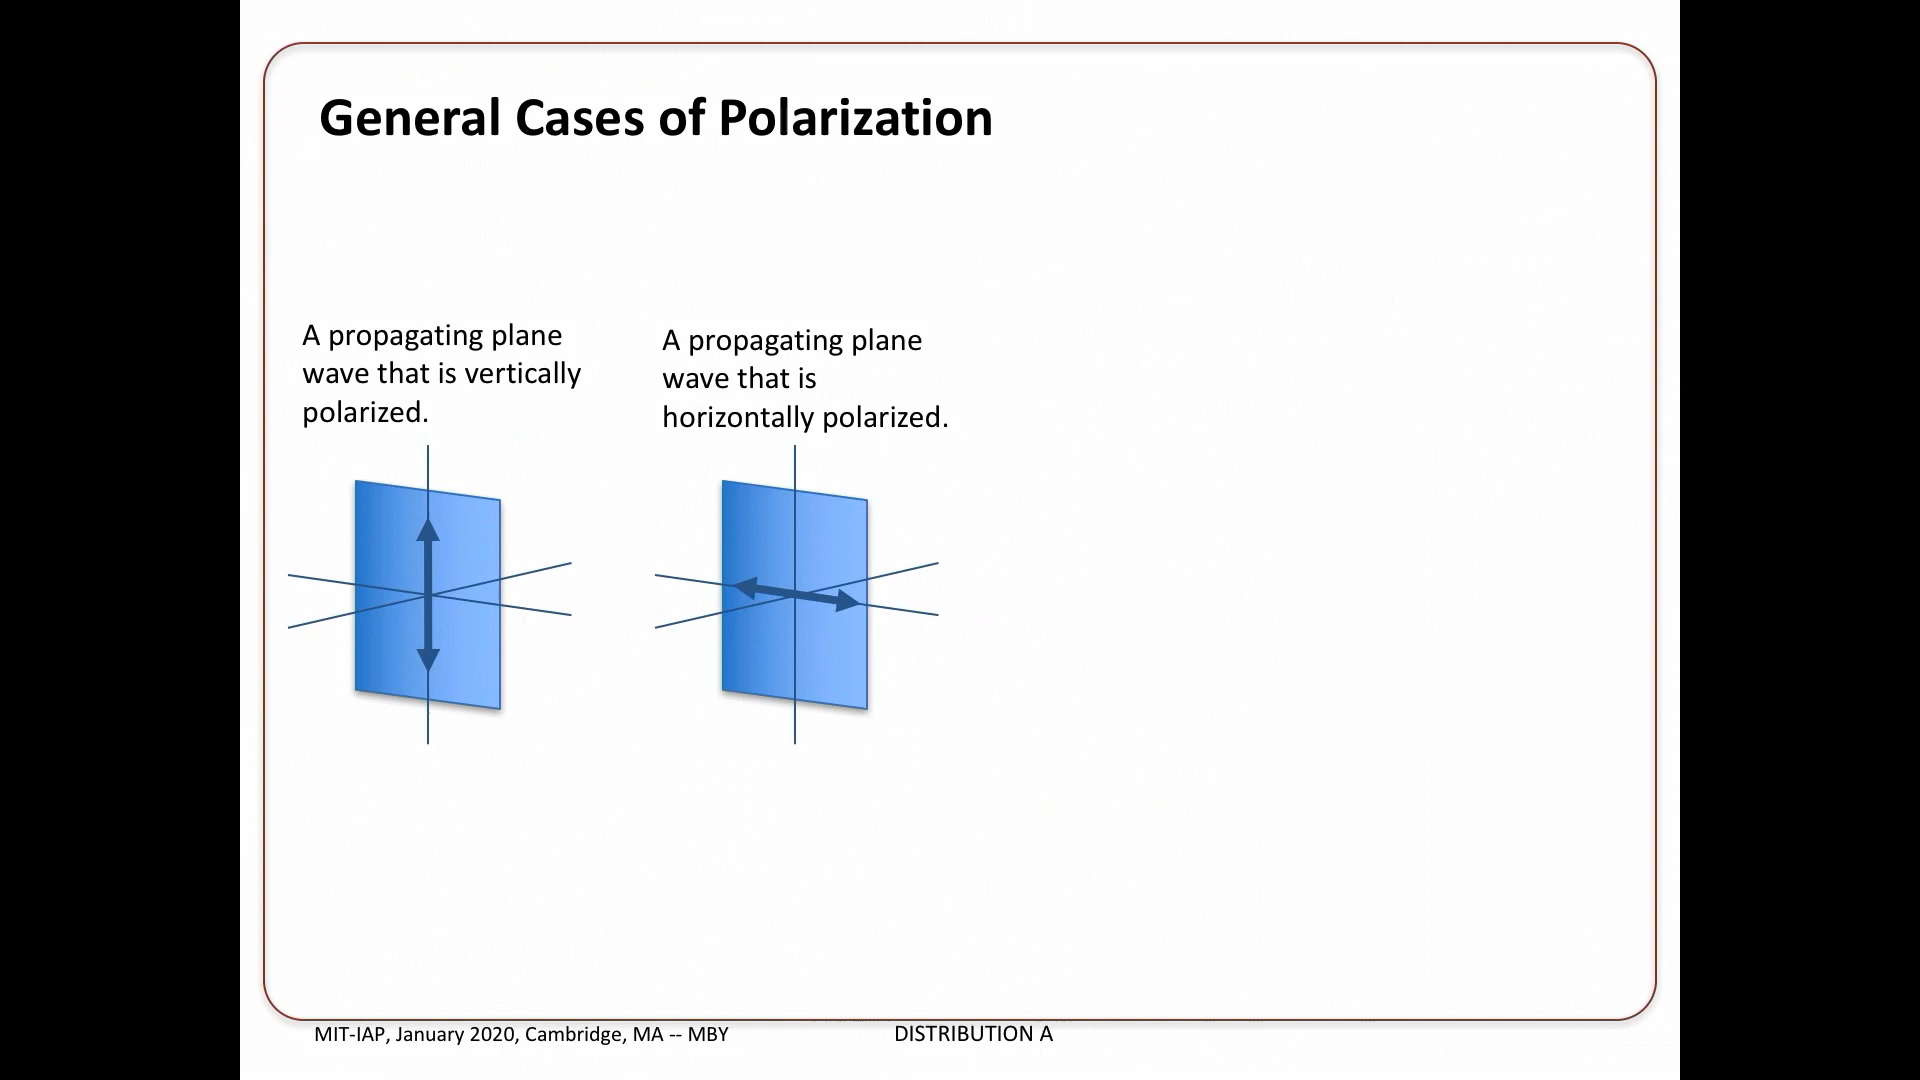 General Cases of Polarization
A propagating plane
wave that is vertically
polarized.
A propagating plane
wave that is
horizontally polarized.
MIT-IAP, January 2020, Cambridge, MA -- MBY
DISTRIBUTION A